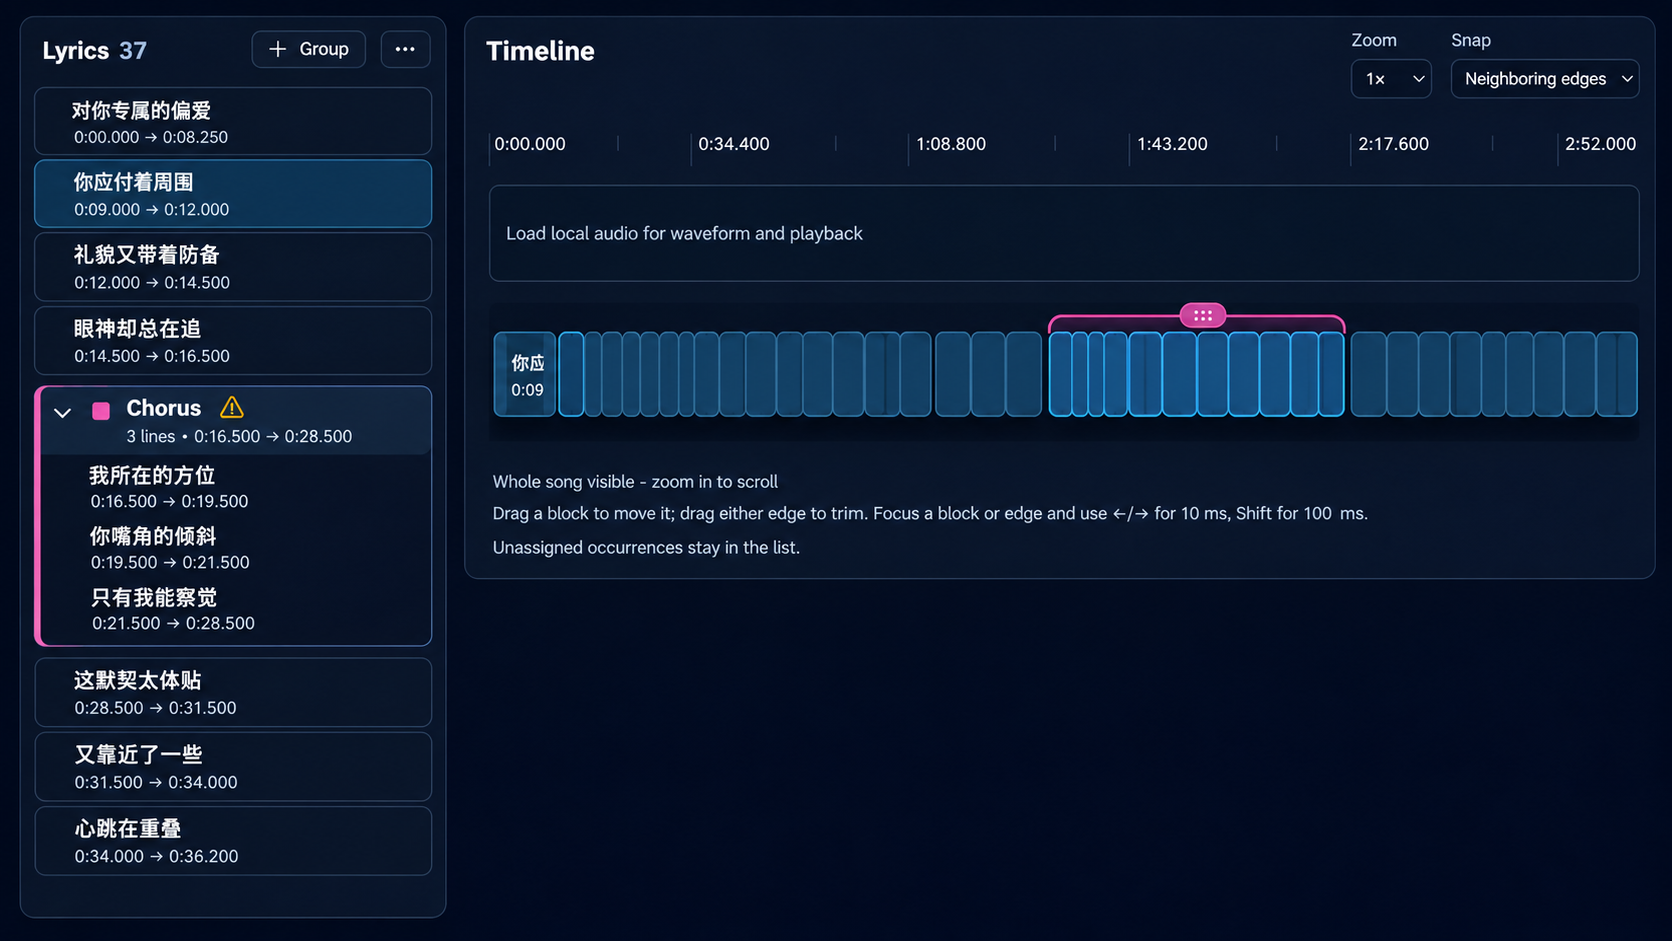 Lyrics 37
+ Group
...
对你专属的偏爱
0:00.000 → 0:08.250
你应付着周围
0:09.000 → 0:12.000
礼貌又带着防备
0:12.000 → 0:14.500
眼神却总在追
0:14.500 → 0:16.500
Chorus
3 lines • 0:16.500 → 0:28.500
我所在的方位
0:16.500 → 0:19.500
你嘴角的倾斜
0:19.500 → 0:21.500
只有我能察觉
0:21.500 → 0:28.500
这默契太体贴
0:28.500 → 0:31.500
又靠近了一些
0:31.500 → 0:34.000
心跳在重叠
0:34.000 → 0:36.200
Timeline
Zoom
1×
Snap
Neighboring edges
0:00.000 0:34.400 1:08.800 1:43.200 2:17.600 2:52.000
Load local audio for waveform and playback
你应
0:09
Whole song visible - zoom in to scroll
Drag a block to move it; drag either edge to trim. Focus a block or edge and use ←/→ for 10 ms, Shift for 100 ms.
Unassigned occurrences stay in the list.